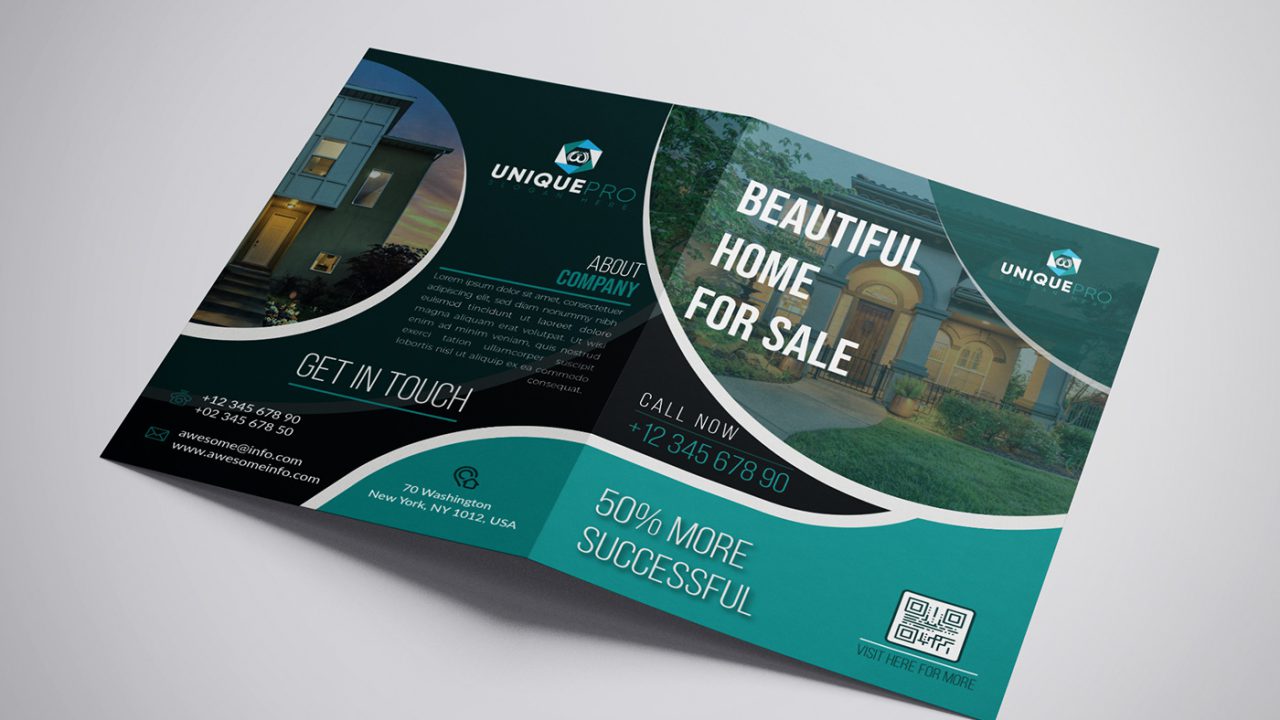 UNIQUEPRO
SLOGAN HERE
ABOUT
COMPANY
Lorem ipsum dolor sit amet, consectetuer
adipiscing elit, sed diam nonummy nibh
euismod tincidunt ut laoreet dolore
magna aliquam erat volutpat. Ut wisi
enim ad minim veniam, quis nostrud
exerci tation ullamcorper suscipit
lobortis nisl ut aliquip ex ea commodo
consequat.
GET IN TOUCH
+12 345 678 90
+02 345 678 50
awesome@info.com
www.awesomeinfo.com
70 Washington
New York, NY 1012, USA
BEAUTIFUL
HOME
FOR SALE
UNIQUEPRO
CALL NOW
+12 345 678 90
50% MORE
SUCCESSFUL
VISIT HERE FOR MORE